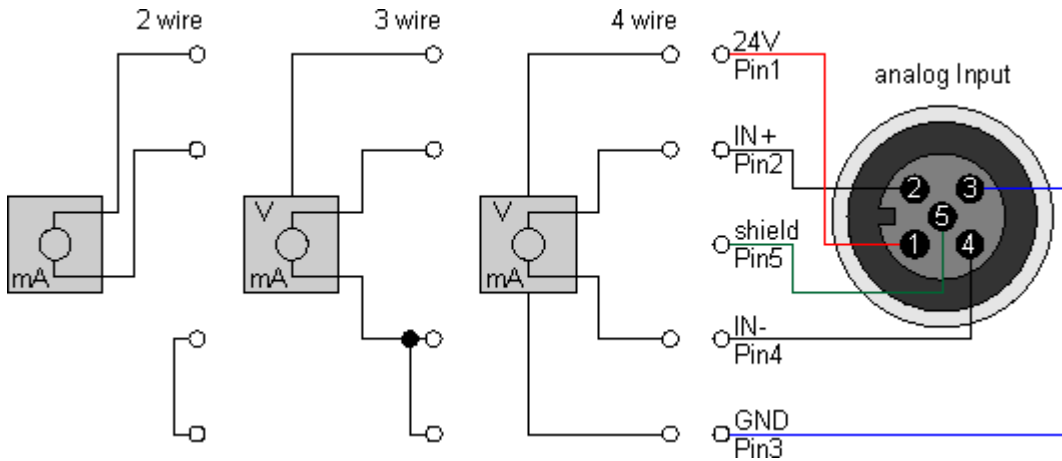 2 wire
3 wire
4 wire
24V
Pin1
analog Input
IN+
Pin2
2
3
V
V
5
shield
Pin5
1
4
mA
mA
mA
IN-
Pin4
GND
Pin3